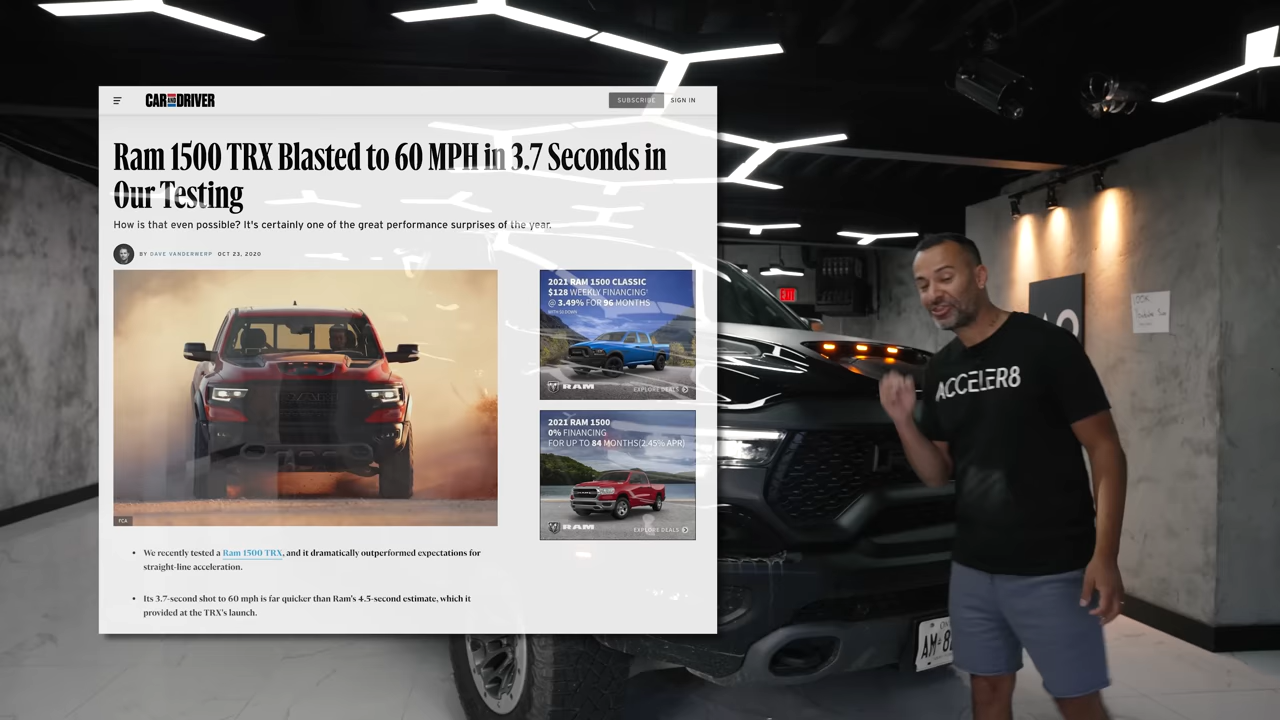 CAR AND DRIVER
SUBSCRIBE
SIGN IN
Ram 1500 TRX Blasted to 60 MPH in 3.7 Seconds in
Our Testing
How is that even possible? It's certainly one of the great performance surprises of the year.
BY DAVE VANDERWERP OCT 23, 2020
FCA
2021 RAM 1500 CLASSIC
$128 WEEKLY FINANCING
@ 3.49% FOR 96 MONTHS
RAM
EXPLORE DEALS
2021 RAM 1500
0% FINANCING
FOR UP TO 84 MONTHS(2.45% APR)
RAM
EXPLORE DEALS
• We recently tested a Ram 1500 TRX, and it dramatically outperformed expectations for
straight-line acceleration.
• Its 3.7-second shot to 60 mph is far quicker than Ram's 4.5-second estimate, which it
provided at the TRX's launch.
EXIT
ACCELER8